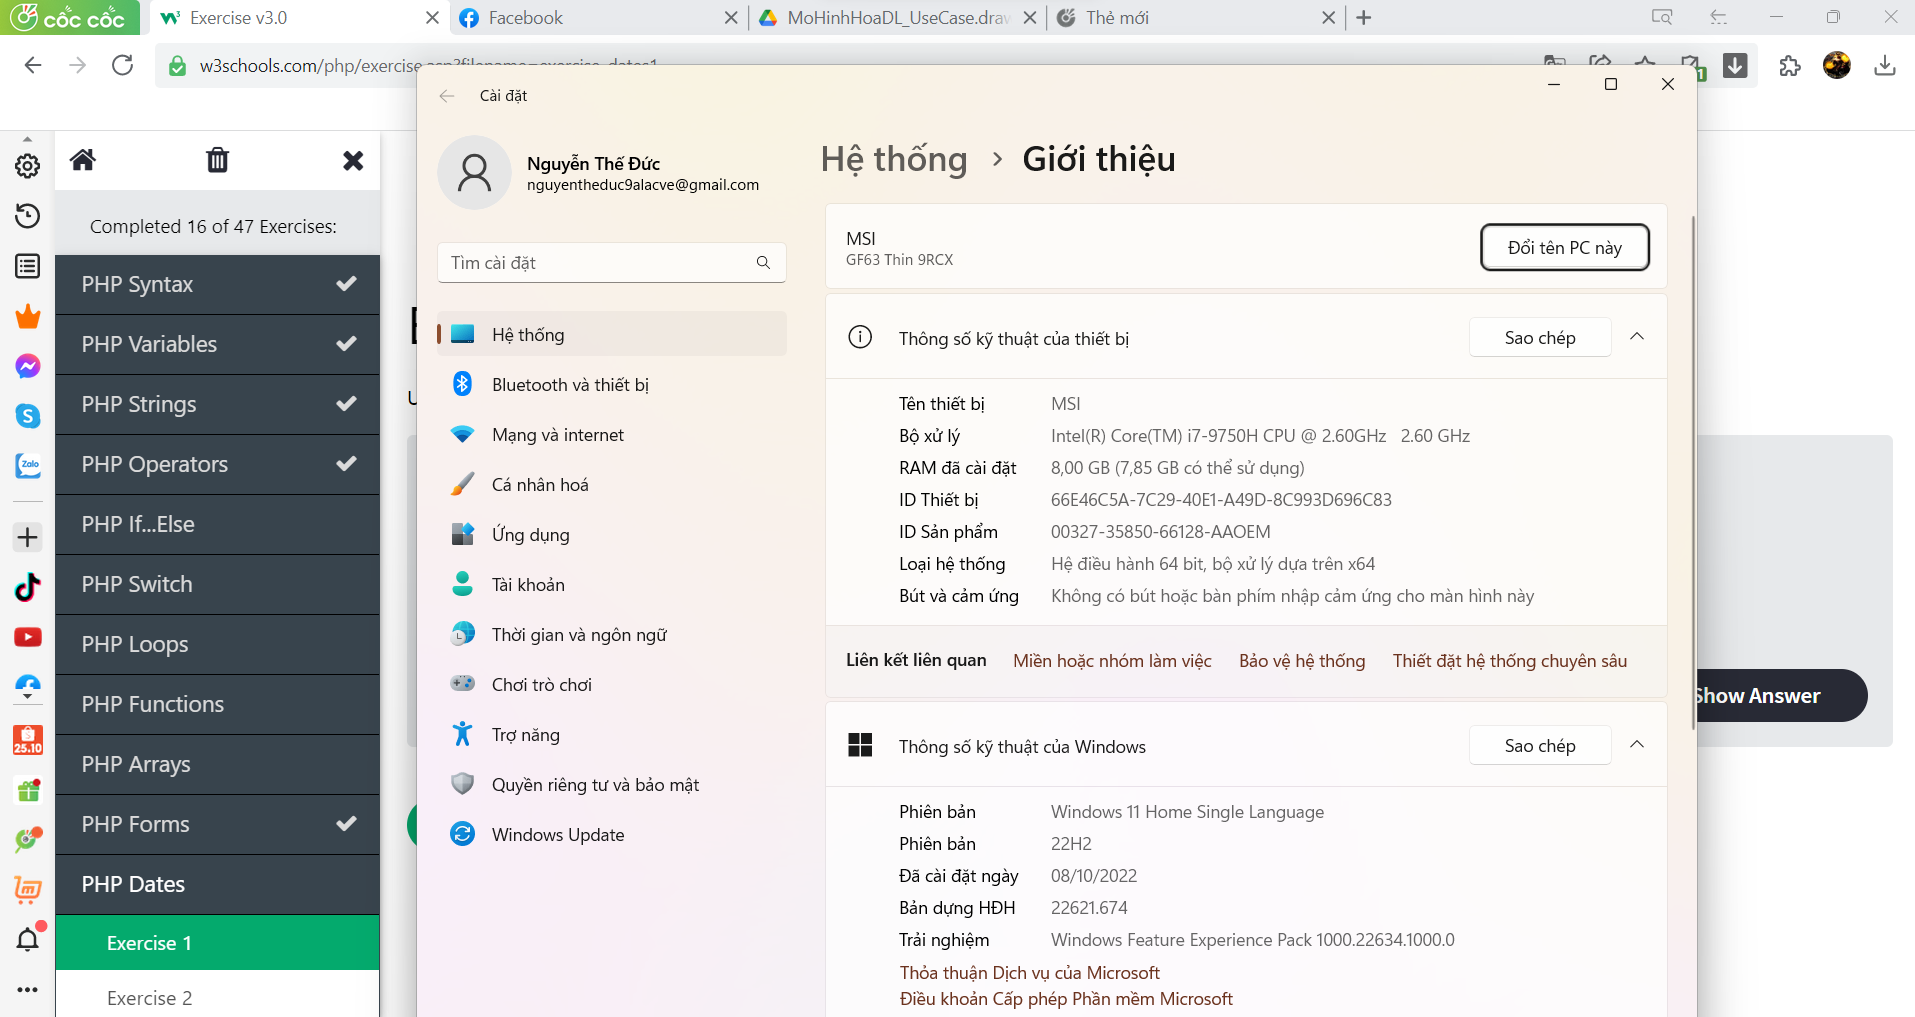 cốc cốc
Exercise v3.0
Facebook
MoHinhHoaDL_UseCase.draw
Thẻ mới
w3schools.com/php/exercise.asp?filename=exercise_dates1
1
Cài đặt
Nguyễn Thế Đức
nguyentheduc9alacve@gmail.com
Tìm cài đặt
Hệ thống
Bluetooth và thiết bị
Mạng và internet
Cá nhân hoá
Ứng dụng
Tài khoản
Thời gian và ngôn ngữ
Chơi trò chơi
Trợ năng
Quyền riêng tư và bảo mật
Windows Update
Hệ thống › Giới thiệu
MSI
GF63 Thin 9RCX
Đổi tên PC này
Thông số kỹ thuật của thiết bị
Sao chép
Tên thiết bị MSI
Bộ xử lý Intel(R) Core(TM) i7-9750H CPU @ 2.60GHz 2.60 GHz
RAM đã cài đặt 8,00 GB (7,85 GB có thể sử dụng)
ID Thiết bị 66E46C5A-7C29-40E1-A49D-8C993D696C83
ID Sản phẩm 00327-35850-66128-AAOEM
Loại hệ thống Hệ điều hành 64 bit, bộ xử lý dựa trên x64
Bút và cảm ứng Không có bút hoặc bàn phím nhập cảm ứng cho màn hình này
Liên kết liên quan Miền hoặc nhóm làm việc Bảo vệ hệ thống Thiết đặt hệ thống chuyên sâu
Thông số kỹ thuật của Windows
Sao chép
Phiên bản Windows 11 Home Single Language
Phiên bản 22H2
Đã cài đặt ngày 08/10/2022
Bản dựng HĐH 22621.674
Trải nghiệm Windows Feature Experience Pack 1000.22634.1000.0
Thỏa thuận Dịch vụ của Microsoft
Điều khoản Cấp phép Phần mềm Microsoft
Completed 16 of 47 Exercises:
PHP Syntax
PHP Variables
PHP Strings
PHP Operators
PHP If...Else
PHP Switch
PHP Loops
PHP Functions
PHP Arrays
PHP Forms
PHP Dates
Exercise 1
Exercise 2
Zalo
25.10
Show Answer